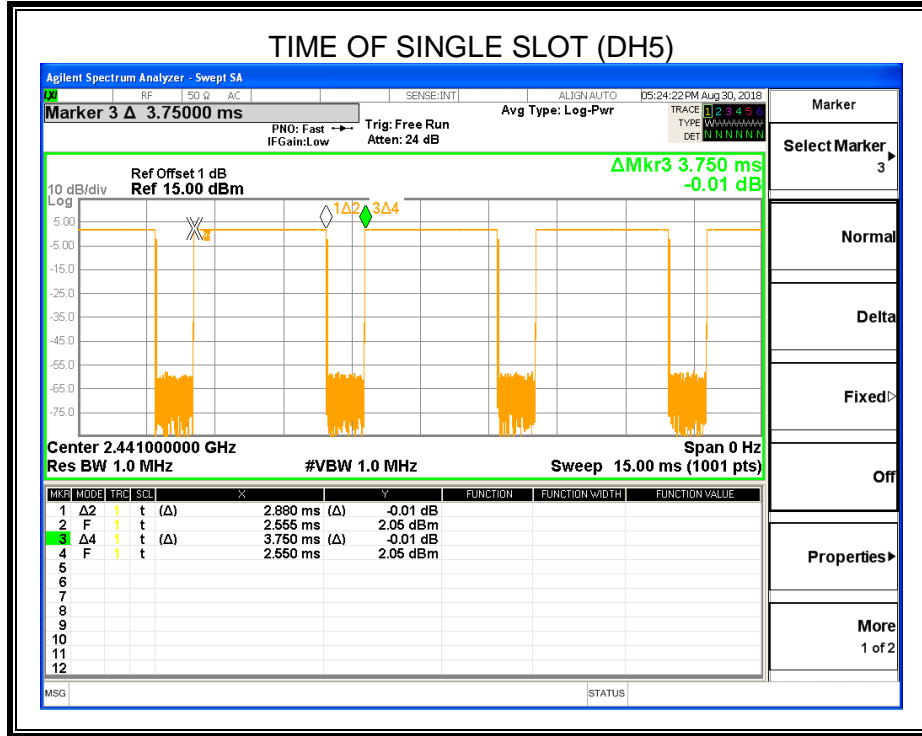 TIME OF SINGLE SLOT (DH5)
Agilent Spectrum Analyzer - Swept SA
LXI RF 50 Ω AC SENSE:INT ALIGN AUTO 05:24:22 PM Aug 30, 2018
Marker 3 Δ 3.75000 ms
PNO: Fast
IFGain:Low
Trig: Free Run
Atten: 24 dB
Avg Type: Log-Pwr
TRACE 1 2 3 4 5 6
TYPE W
DET N N N N N N
ΔMkr3 3.750 ms
-0.01 dB
Ref Offset 1 dB
10 dB/div Ref 15.00 dBm
Log
5.00
-5.00
-15.0
-25.0
-35.0
-45.0
-55.0
-65.0
-75.0
1Δ2 3Δ4
Center 2.441000000 GHz Span 0 Hz
Res BW 1.0 MHz #VBW 1.0 MHz Sweep 15.00 ms (1001 pts)
MKR MODE TRC SCL X Y FUNCTION FUNCTION WIDTH FUNCTION VALUE
1 Δ2 1 t (Δ) 2.880 ms (Δ) -0.01 dB
2 F 1 t 2.555 ms 2.05 dBm
3 Δ4 1 t (Δ) 3.750 ms (Δ) -0.01 dB
4 F 1 t 2.550 ms 2.05 dBm
5
6
7
8
9
10
11
12
MSG STATUS
Marker
Select Marker
3
Normal
Delta
Fixed
Off
Properties
More
1 of 2